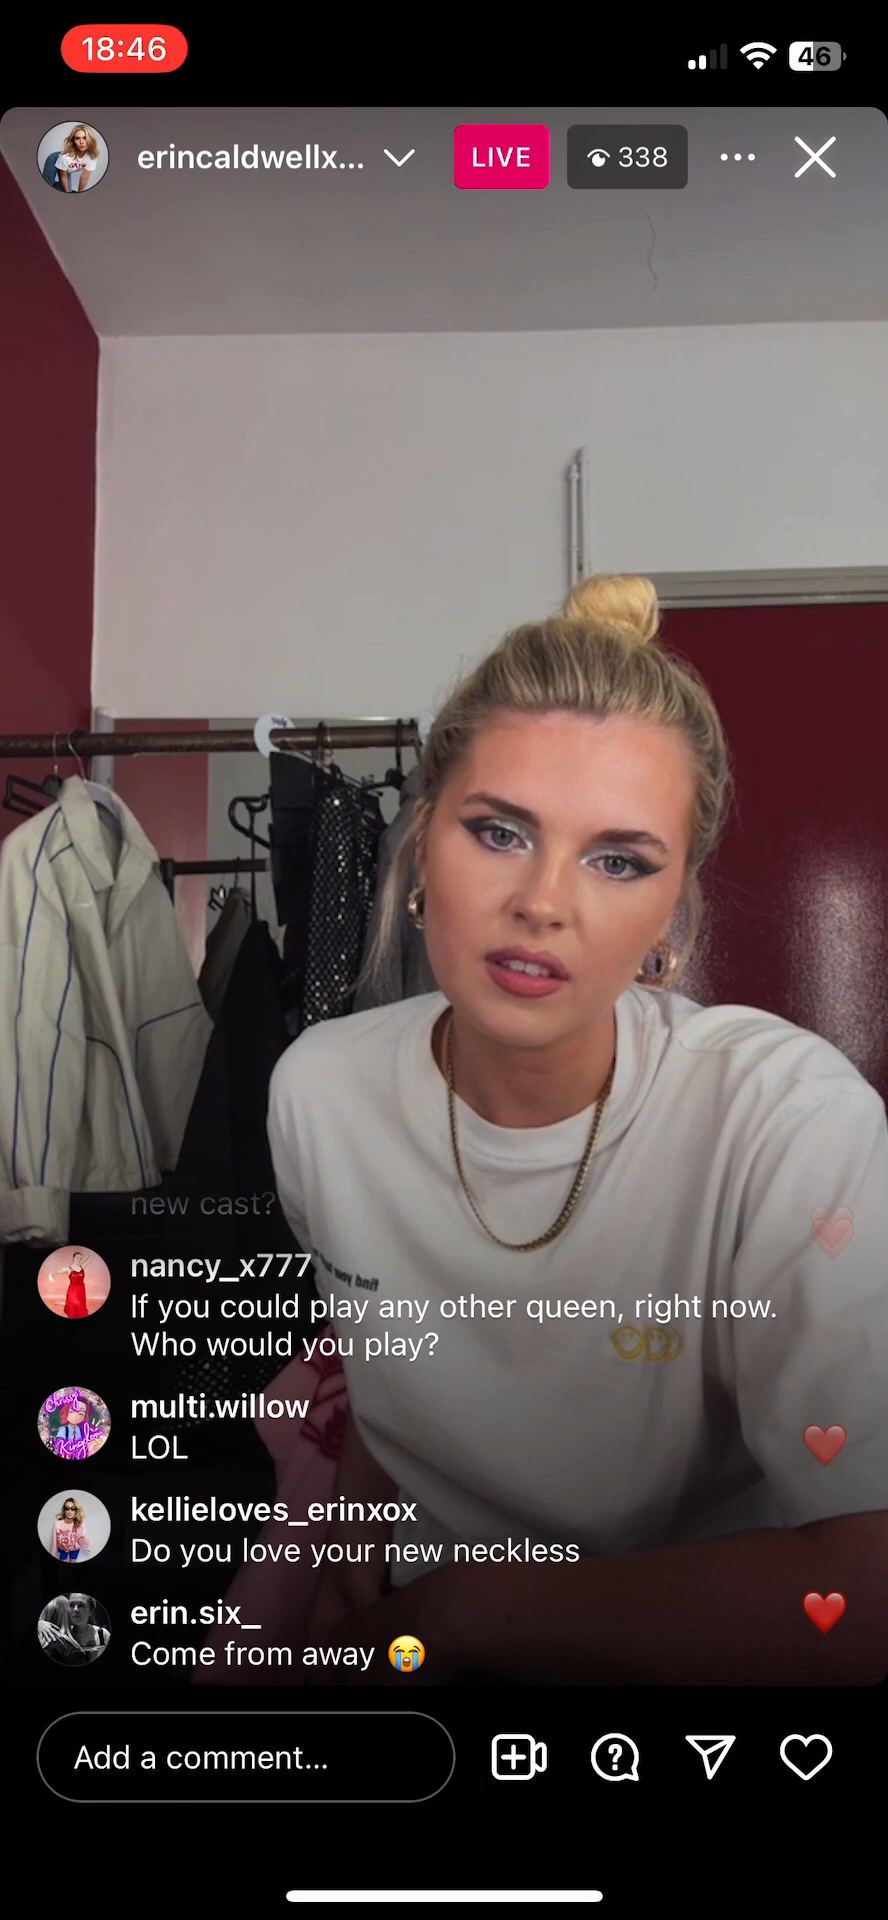 18:46
46
erincaldwellx...
LIVE
338
new cast?
nancy_x777
find your
If you could play any other queen, right now.
Who would you play?
multi.willow
LOL
kellieloves_erinxox
Do you love your new neckless
erin.six_
Come from away 😭
Add a comment...